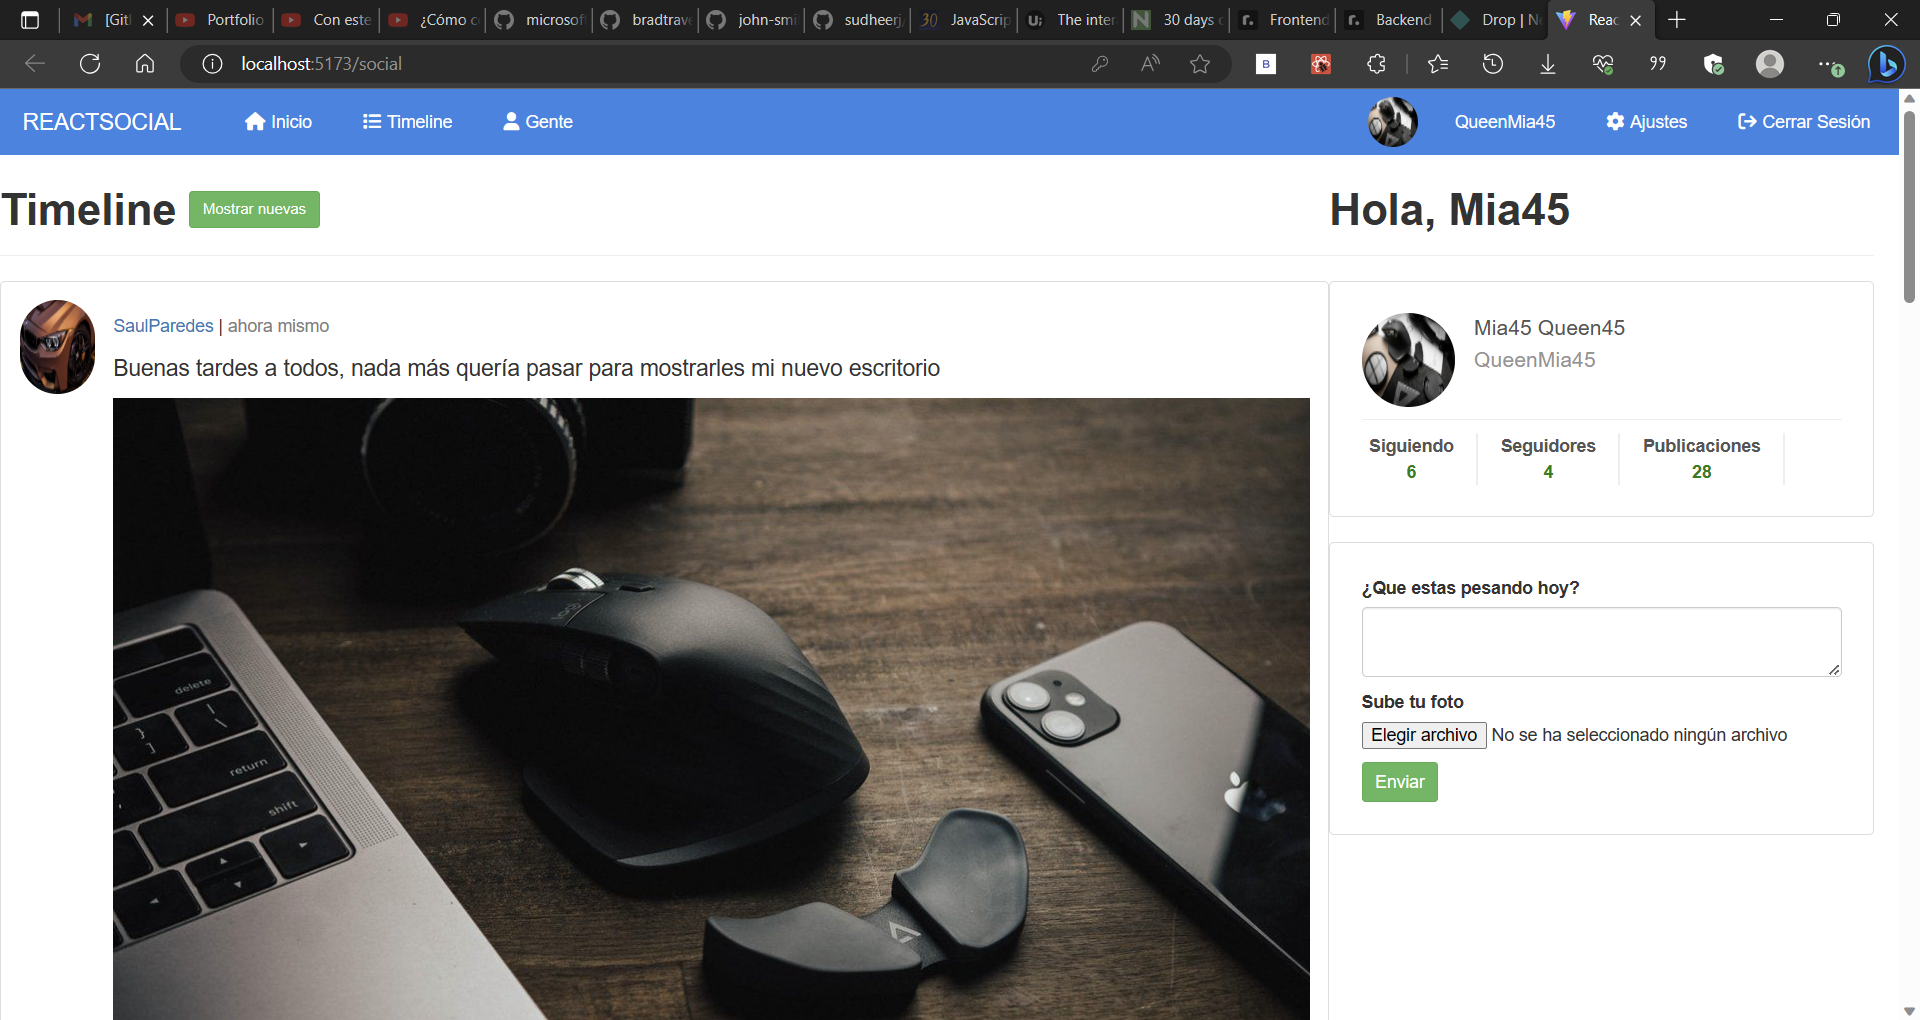 [Gitl
Portfolio
Con este
¿Cómo c
microsof
bradtrave
john-smi
sudheerj
30 JavaScrip
The inter
N 30 days c
r. Frontend
r. Backend
Drop | Ne
Reac
localhost:5173/social
REACTSOCIAL
Inicio
Timeline
Gente
QueenMia45
Ajustes
Cerrar Sesión
Timeline
Mostrar nuevas
Hola, Mia45
SaulParedes | ahora mismo
Buenas tardes a todos, nada más quería pasar para mostrarles mi nuevo escritorio
delete
return
shift
Mia45 Queen45
QueenMia45
Siguiendo
6
Seguidores
4
Publicaciones
28
¿Que estas pesando hoy?
Sube tu foto
Elegir archivo No se ha seleccionado ningún archivo
Enviar